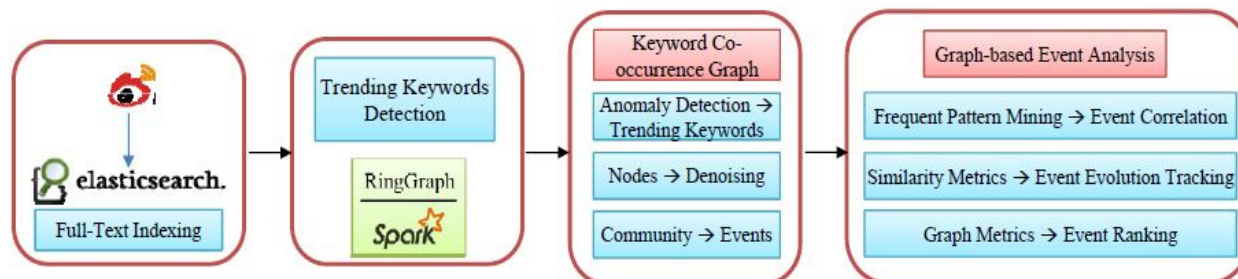 elasticsearch.
Full-Text Indexing
Trending Keywords
Detection
RingGraph
Spark
Keyword Co-
occurrence Graph
Anomaly Detection →
Trending Keywords
Nodes → Denoising
Community → Events
Graph-based Event Analysis
Frequent Pattern Mining → Event Correlation
Similarity Metrics → Event Evolution Tracking
Graph Metrics → Event Ranking